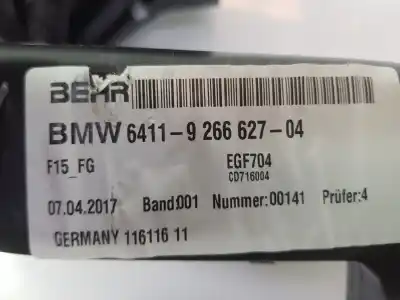 BEHR
BMW 6411-9 266 627-04
F15_FG EGF704
CD716004
07.04.2017 Band:001 Nummer:00141 Prüfer:4
GERMANY 116116 11